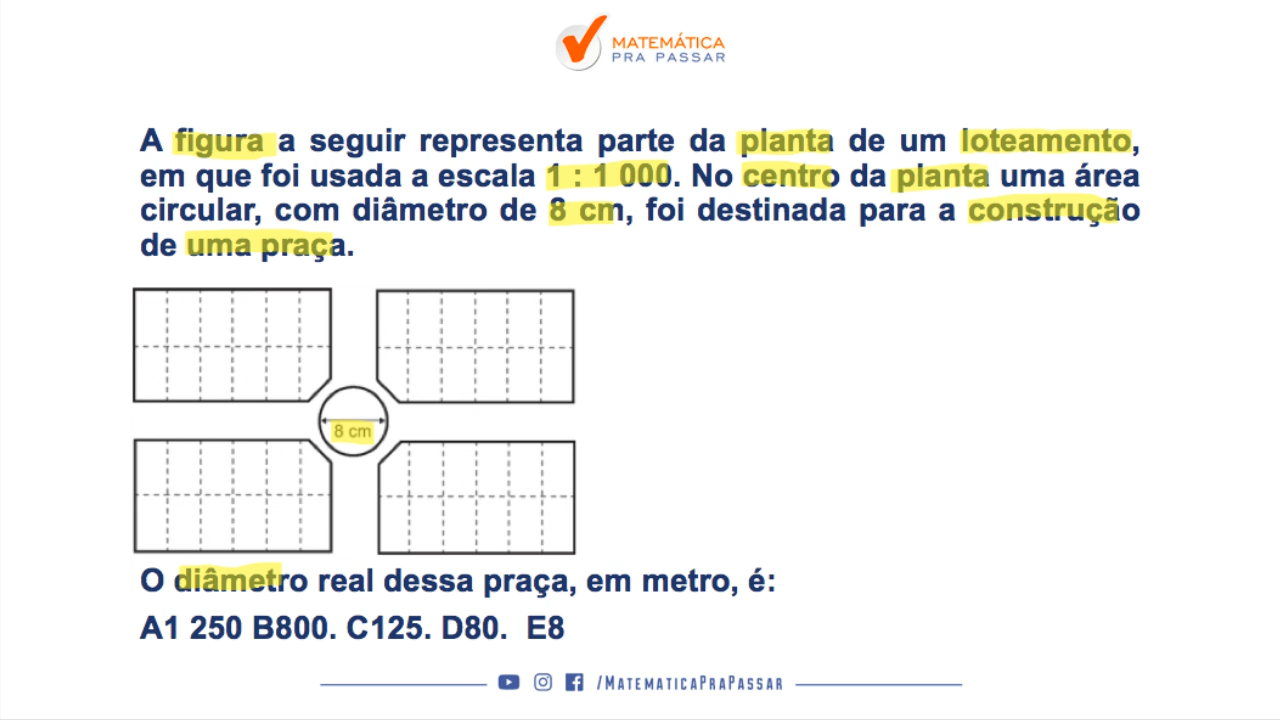 MATEMÁTICA
PRA PASSAR
A figura a seguir representa parte da planta de um loteamento,
em que foi usada a escala 1 : 1 000. No centro da planta uma área
circular, com diâmetro de 8 cm, foi destinada para a construção
de uma praça.
8 cm
O diâmetro real dessa praça, em metro, é:
A1 250 B800. C125. D80. E8
/MATEMATICAPRAPASSAR